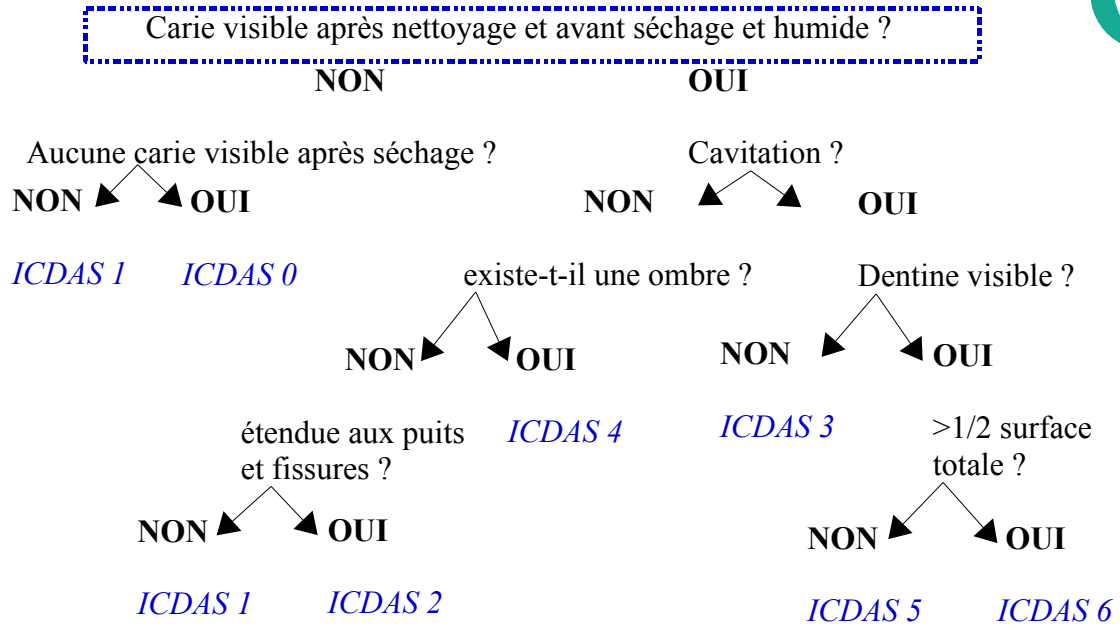 Carie visible après nettoyage et avant séchage et humide ?
NON OUI
Aucune carie visible après séchage ? Cavitation ?
NON OUI NON OUI
ICDAS 1 ICDAS 0 existe-t-il une ombre ? Dentine visible ?
NON OUI NON OUI
étendue aux puits ICDAS 4 ICDAS 3 >1/2 surface
et fissures ? totale ?
NON OUI NON OUI
ICDAS 1 ICDAS 2 ICDAS 5 ICDAS 6